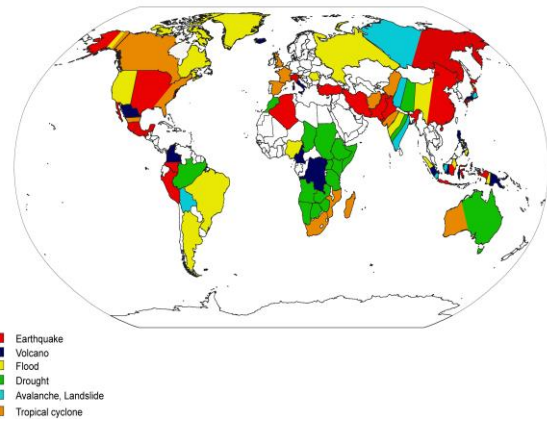 Earthquake
Volcano
Flood
Drought
Avalanche, Landslide
Tropical cyclone